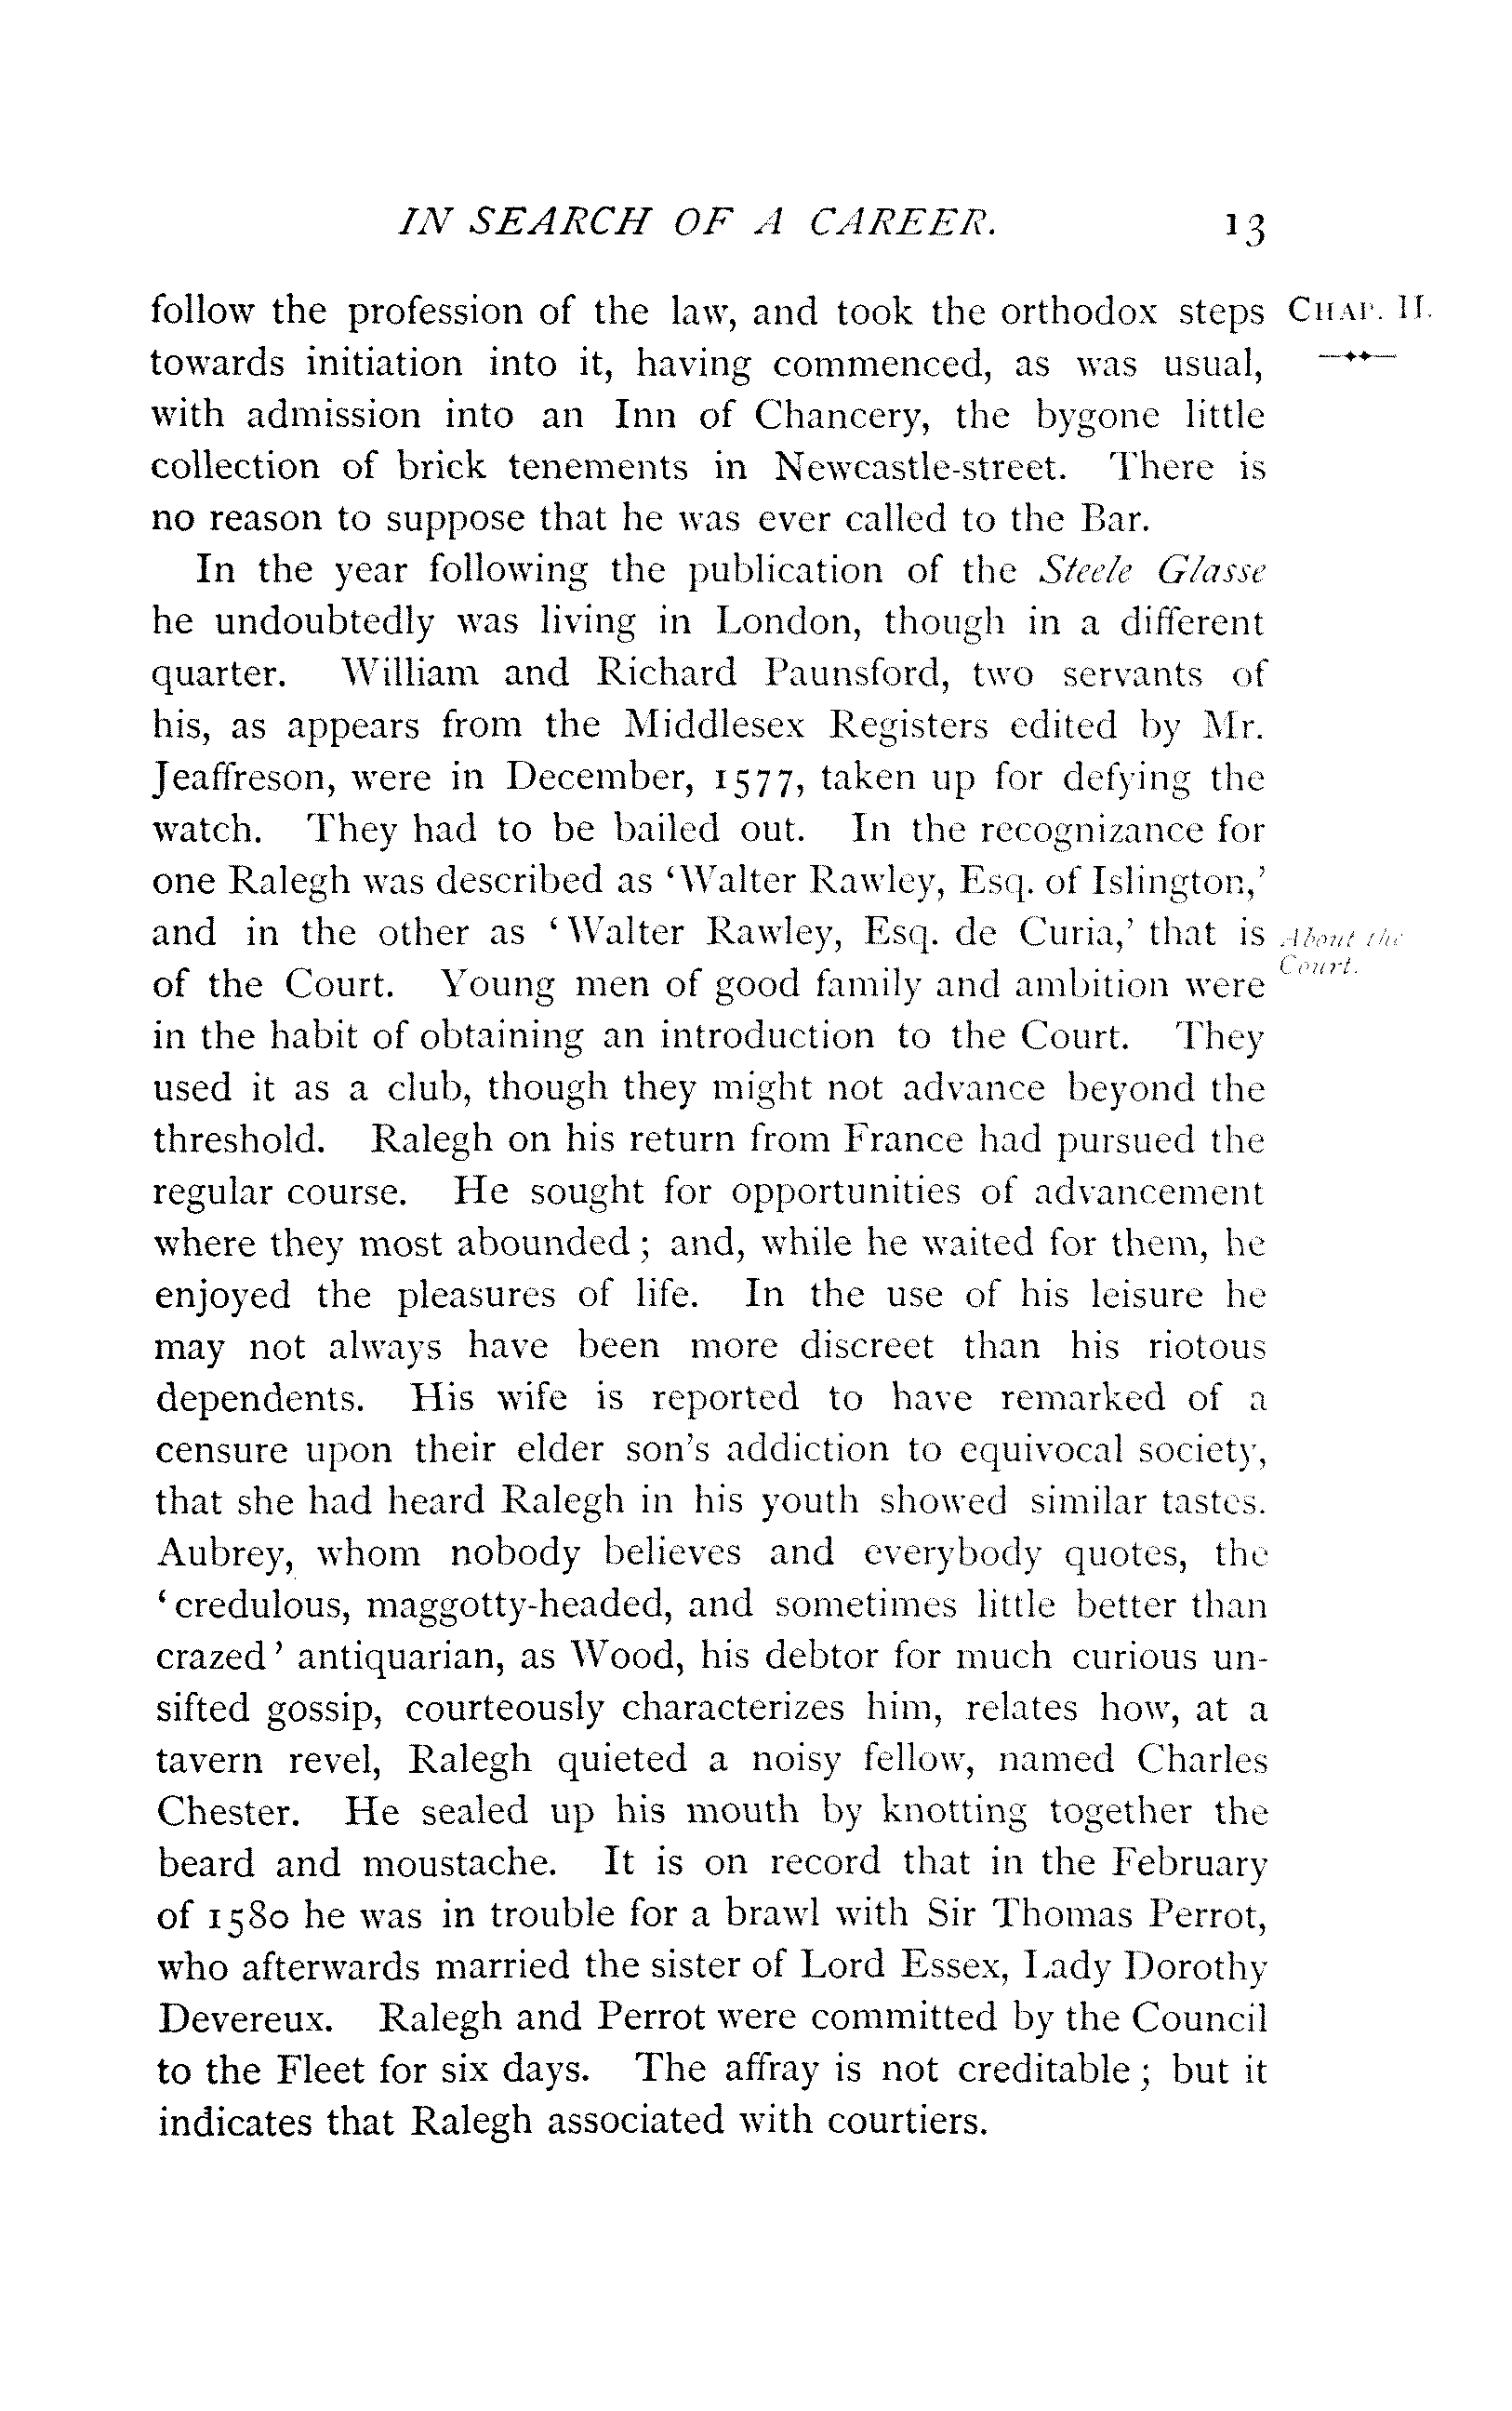 IN SEARCH OF A CAREER. 13
follow the profession of the law, and took the orthodox steps CHAP. II.
towards initiation into it, having commenced, as was usual,
with admission into an Inn of Chancery, the bygone little
collection of brick tenements in Newcastle-street. There is
no reason to suppose that he was ever called to the Bar.
In the year following the publication of the Steele Glasse
he undoubtedly was living in London, though in a different
quarter. William and Richard Paunsford, two servants of
his, as appears from the Middlesex Registers edited by Mr.
Jeaffreson, were in December, 1577, taken up for defying the
watch. They had to be bailed out. In the recognizance for
one Ralegh was described as ‘Walter Rawley, Esq. of Islington,’
and in the other as ‘Walter Rawley, Esq. de Curia,’ that is
About the
Court.
of the Court. Young men of good family and ambition were
in the habit of obtaining an introduction to the Court. They
used it as a club, though they might not advance beyond the
threshold. Ralegh on his return from France had pursued the
regular course. He sought for opportunities of advancement
where they most abounded; and, while he waited for them, he
enjoyed the pleasures of life. In the use of his leisure he
may not always have been more discreet than his riotous
dependents. His wife is reported to have remarked of a
censure upon their elder son’s addiction to equivocal society,
that she had heard Ralegh in his youth showed similar tastes.
Aubrey, whom nobody believes and everybody quotes, the
‘credulous, maggotty-headed, and sometimes little better than
crazed’ antiquarian, as Wood, his debtor for much curious un-
sifted gossip, courteously characterizes him, relates how, at a
tavern revel, Ralegh quieted a noisy fellow, named Charles
Chester. He sealed up his mouth by knotting together the
beard and moustache. It is on record that in the February
of 1580 he was in trouble for a brawl with Sir Thomas Perrot,
who afterwards married the sister of Lord Essex, Lady Dorothy
Devereux. Ralegh and Perrot were committed by the Council
to the Fleet for six days. The affray is not creditable; but it
indicates that Ralegh associated with courtiers.